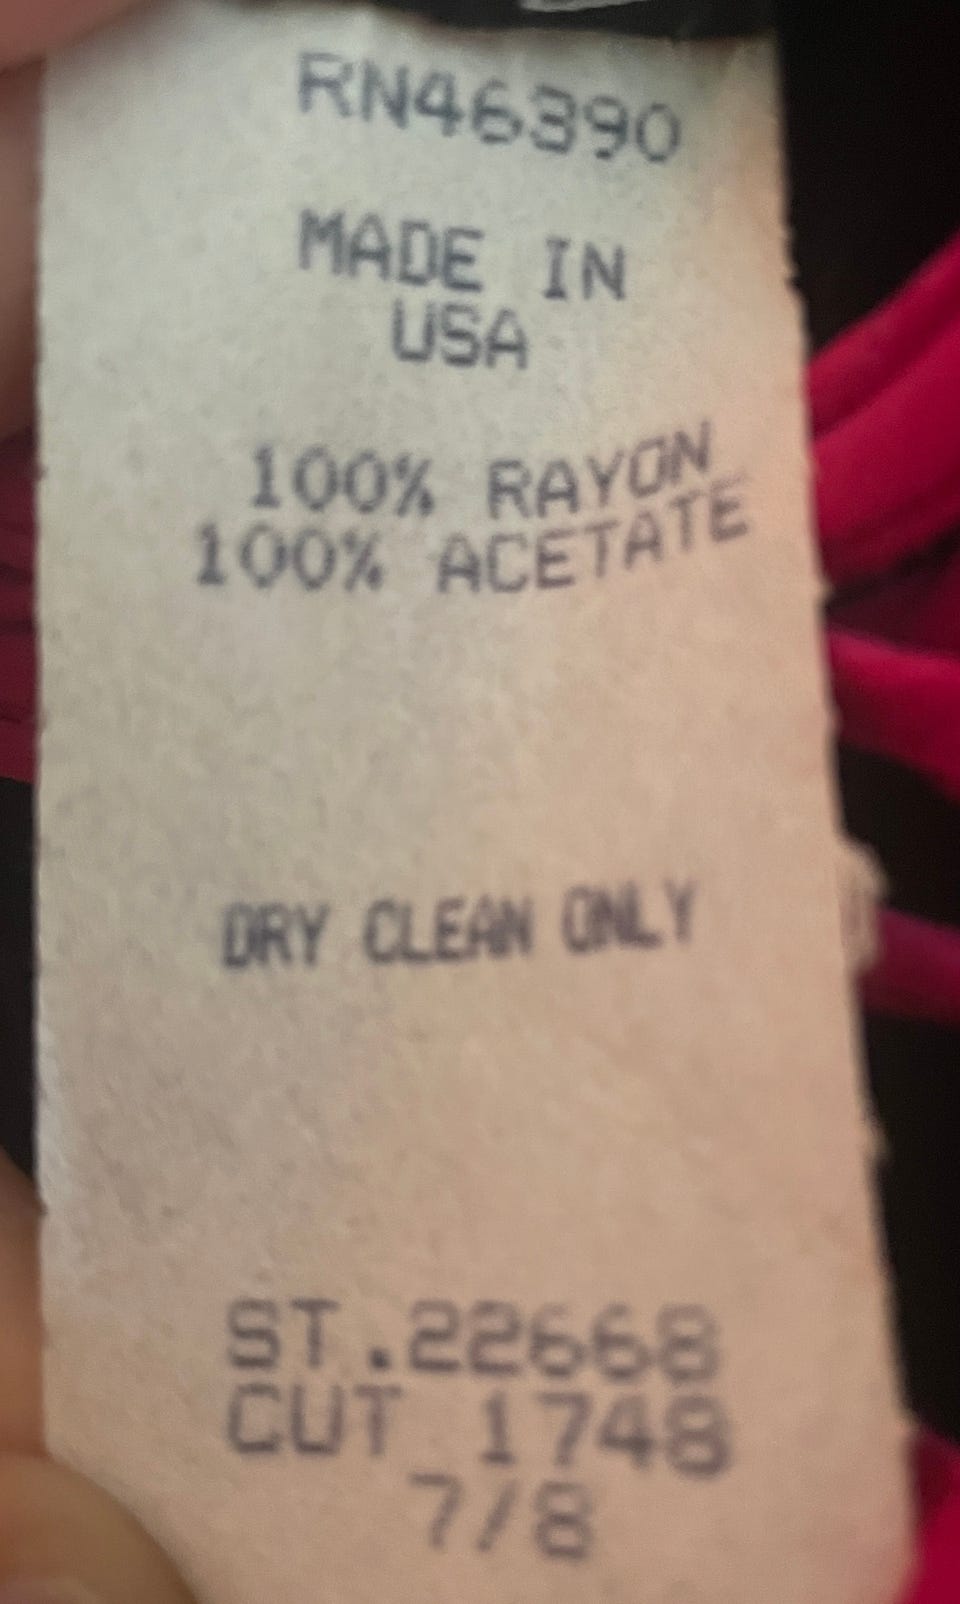 RN46390
MADE IN
USA
100% RAYON
100% ACETATE
DRY CLEAN ONLY
ST.22668
CUT 1748
7/8